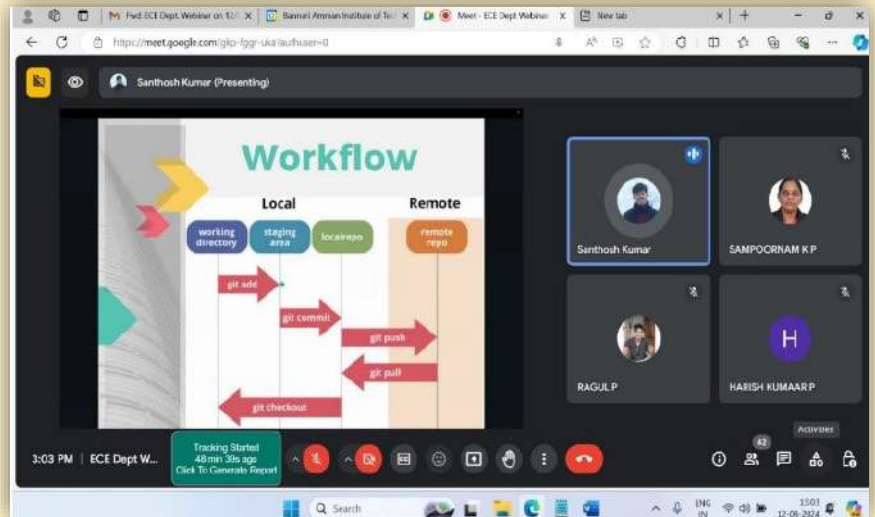 Fwd: ECE Dept. Webinar on 12/
Bannari Amman Institute of Tec
Meet - ECE Dept Webinar
New tab
https://meet.google.com/gkp-fggr-uka?authuser=0
Santhosh Kumar (Presenting)
Workflow
Local
Remote
working directory
staging area
localrepo
remote repo
git add
git commit
git push
git pull
git checkout
Santhosh Kumar
SAMPOORNAM K P
RAGUL P
H
HARISH KUMAAR P
Activities
42
3:03 PM | ECE Dept W...
Tracking Started
48 min 39s ago
Click To Generate Report
Search
ENG
IN
15:03
12-08-2024